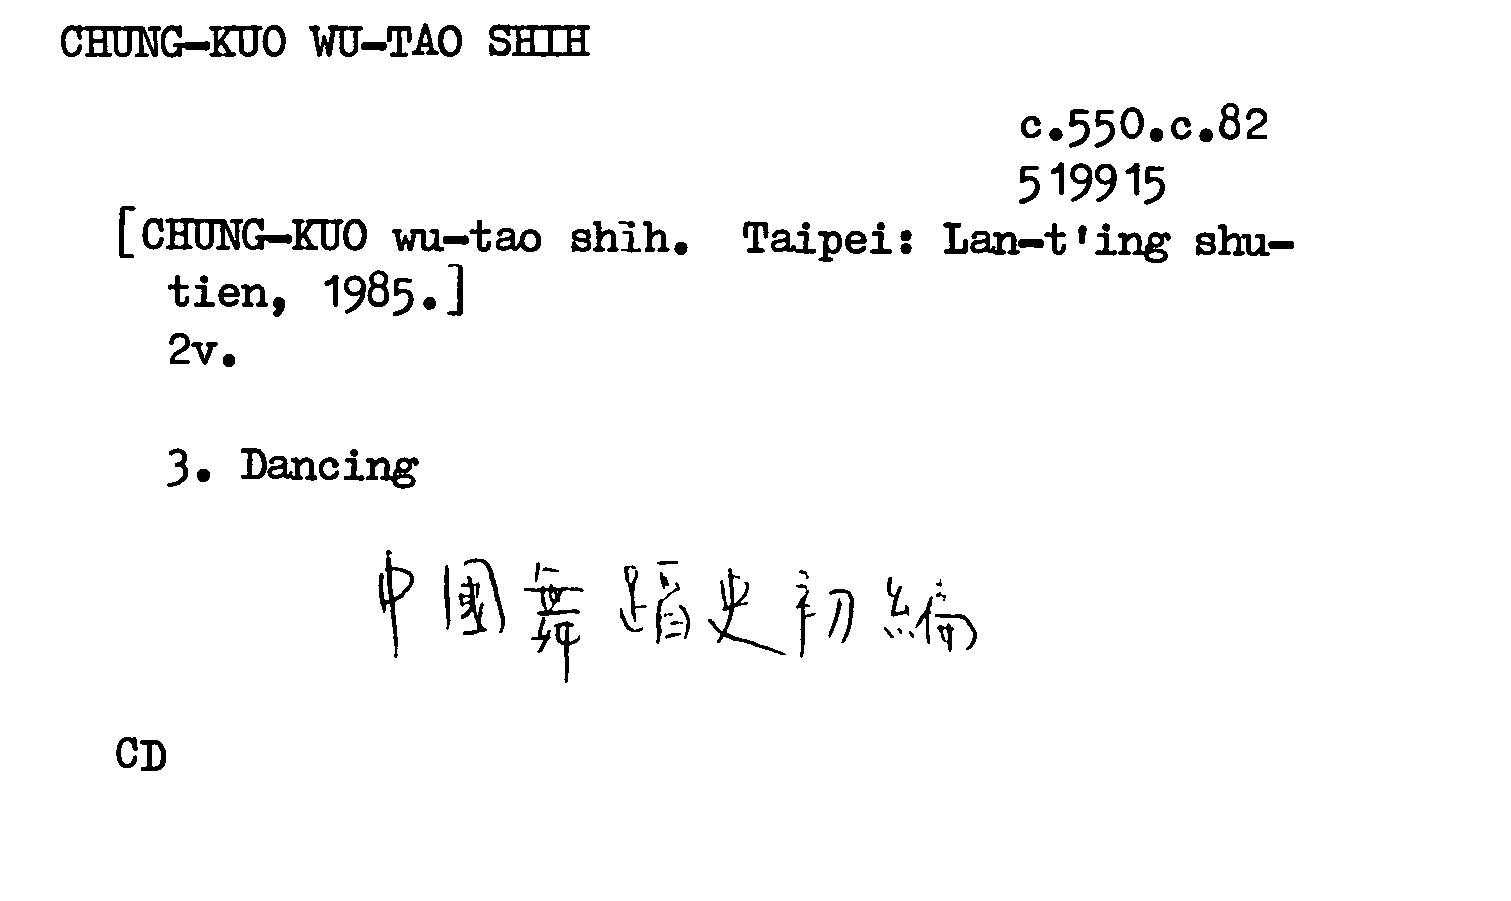 CHUNG-KUO WU-TAO SHIH
c.550.c.82
519915
[CHUNG-KUO wu-tao shih. Taipei: Lan-t'ing shu-
tien, 1985.]
2v.
3. Dancing
中國舞蹈史初編
CD